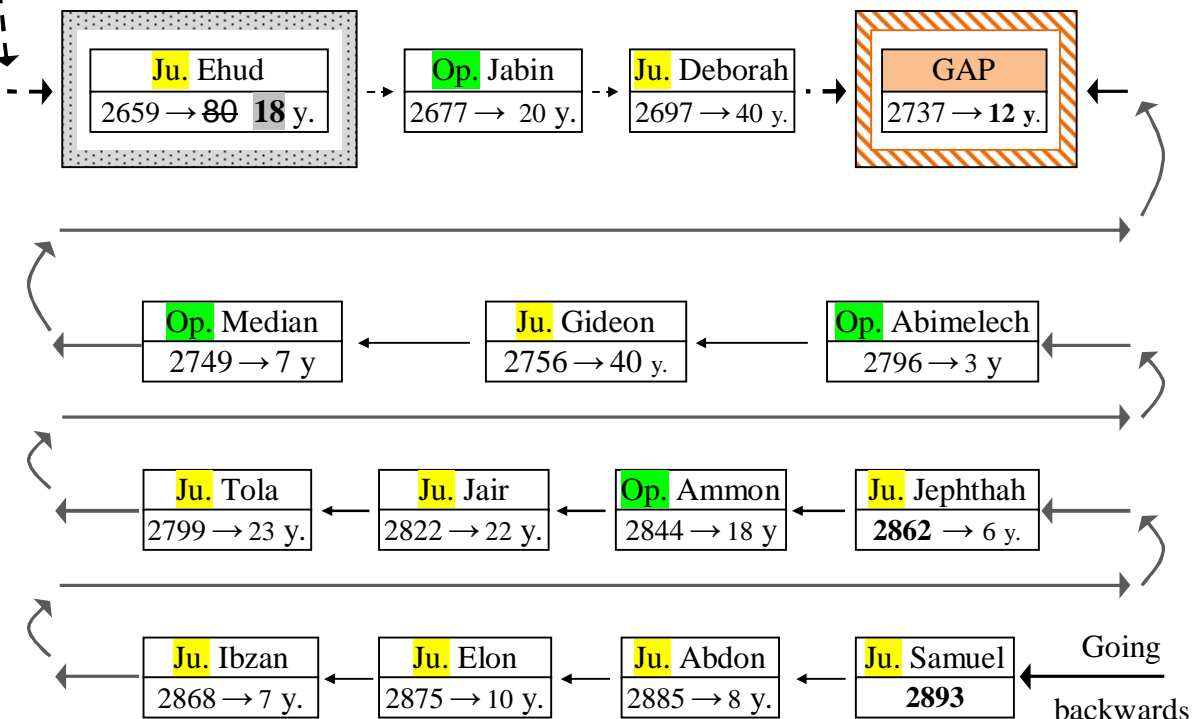 Ju. Ehud
2659 → 80 18 y.
Op. Jabin
2677 → 20 y.
Ju. Deborah
2697 → 40 y.
GAP
2737 → 12 y.
Op. Median
2749 → 7 y
Ju. Gideon
2756 → 40 y.
Op. Abimelech
2796 → 3 y
Ju. Tola
2799 → 23 y.
Ju. Jair
2822 → 22 y.
Op. Ammon
2844 → 18 y
Ju. Jephthah
2862 → 6 y.
Ju. Ibzan
2868 → 7 y.
Ju. Elon
2875 → 10 y.
Ju. Abdon
2885 → 8 y.
Ju. Samuel
2893
Going
backwards